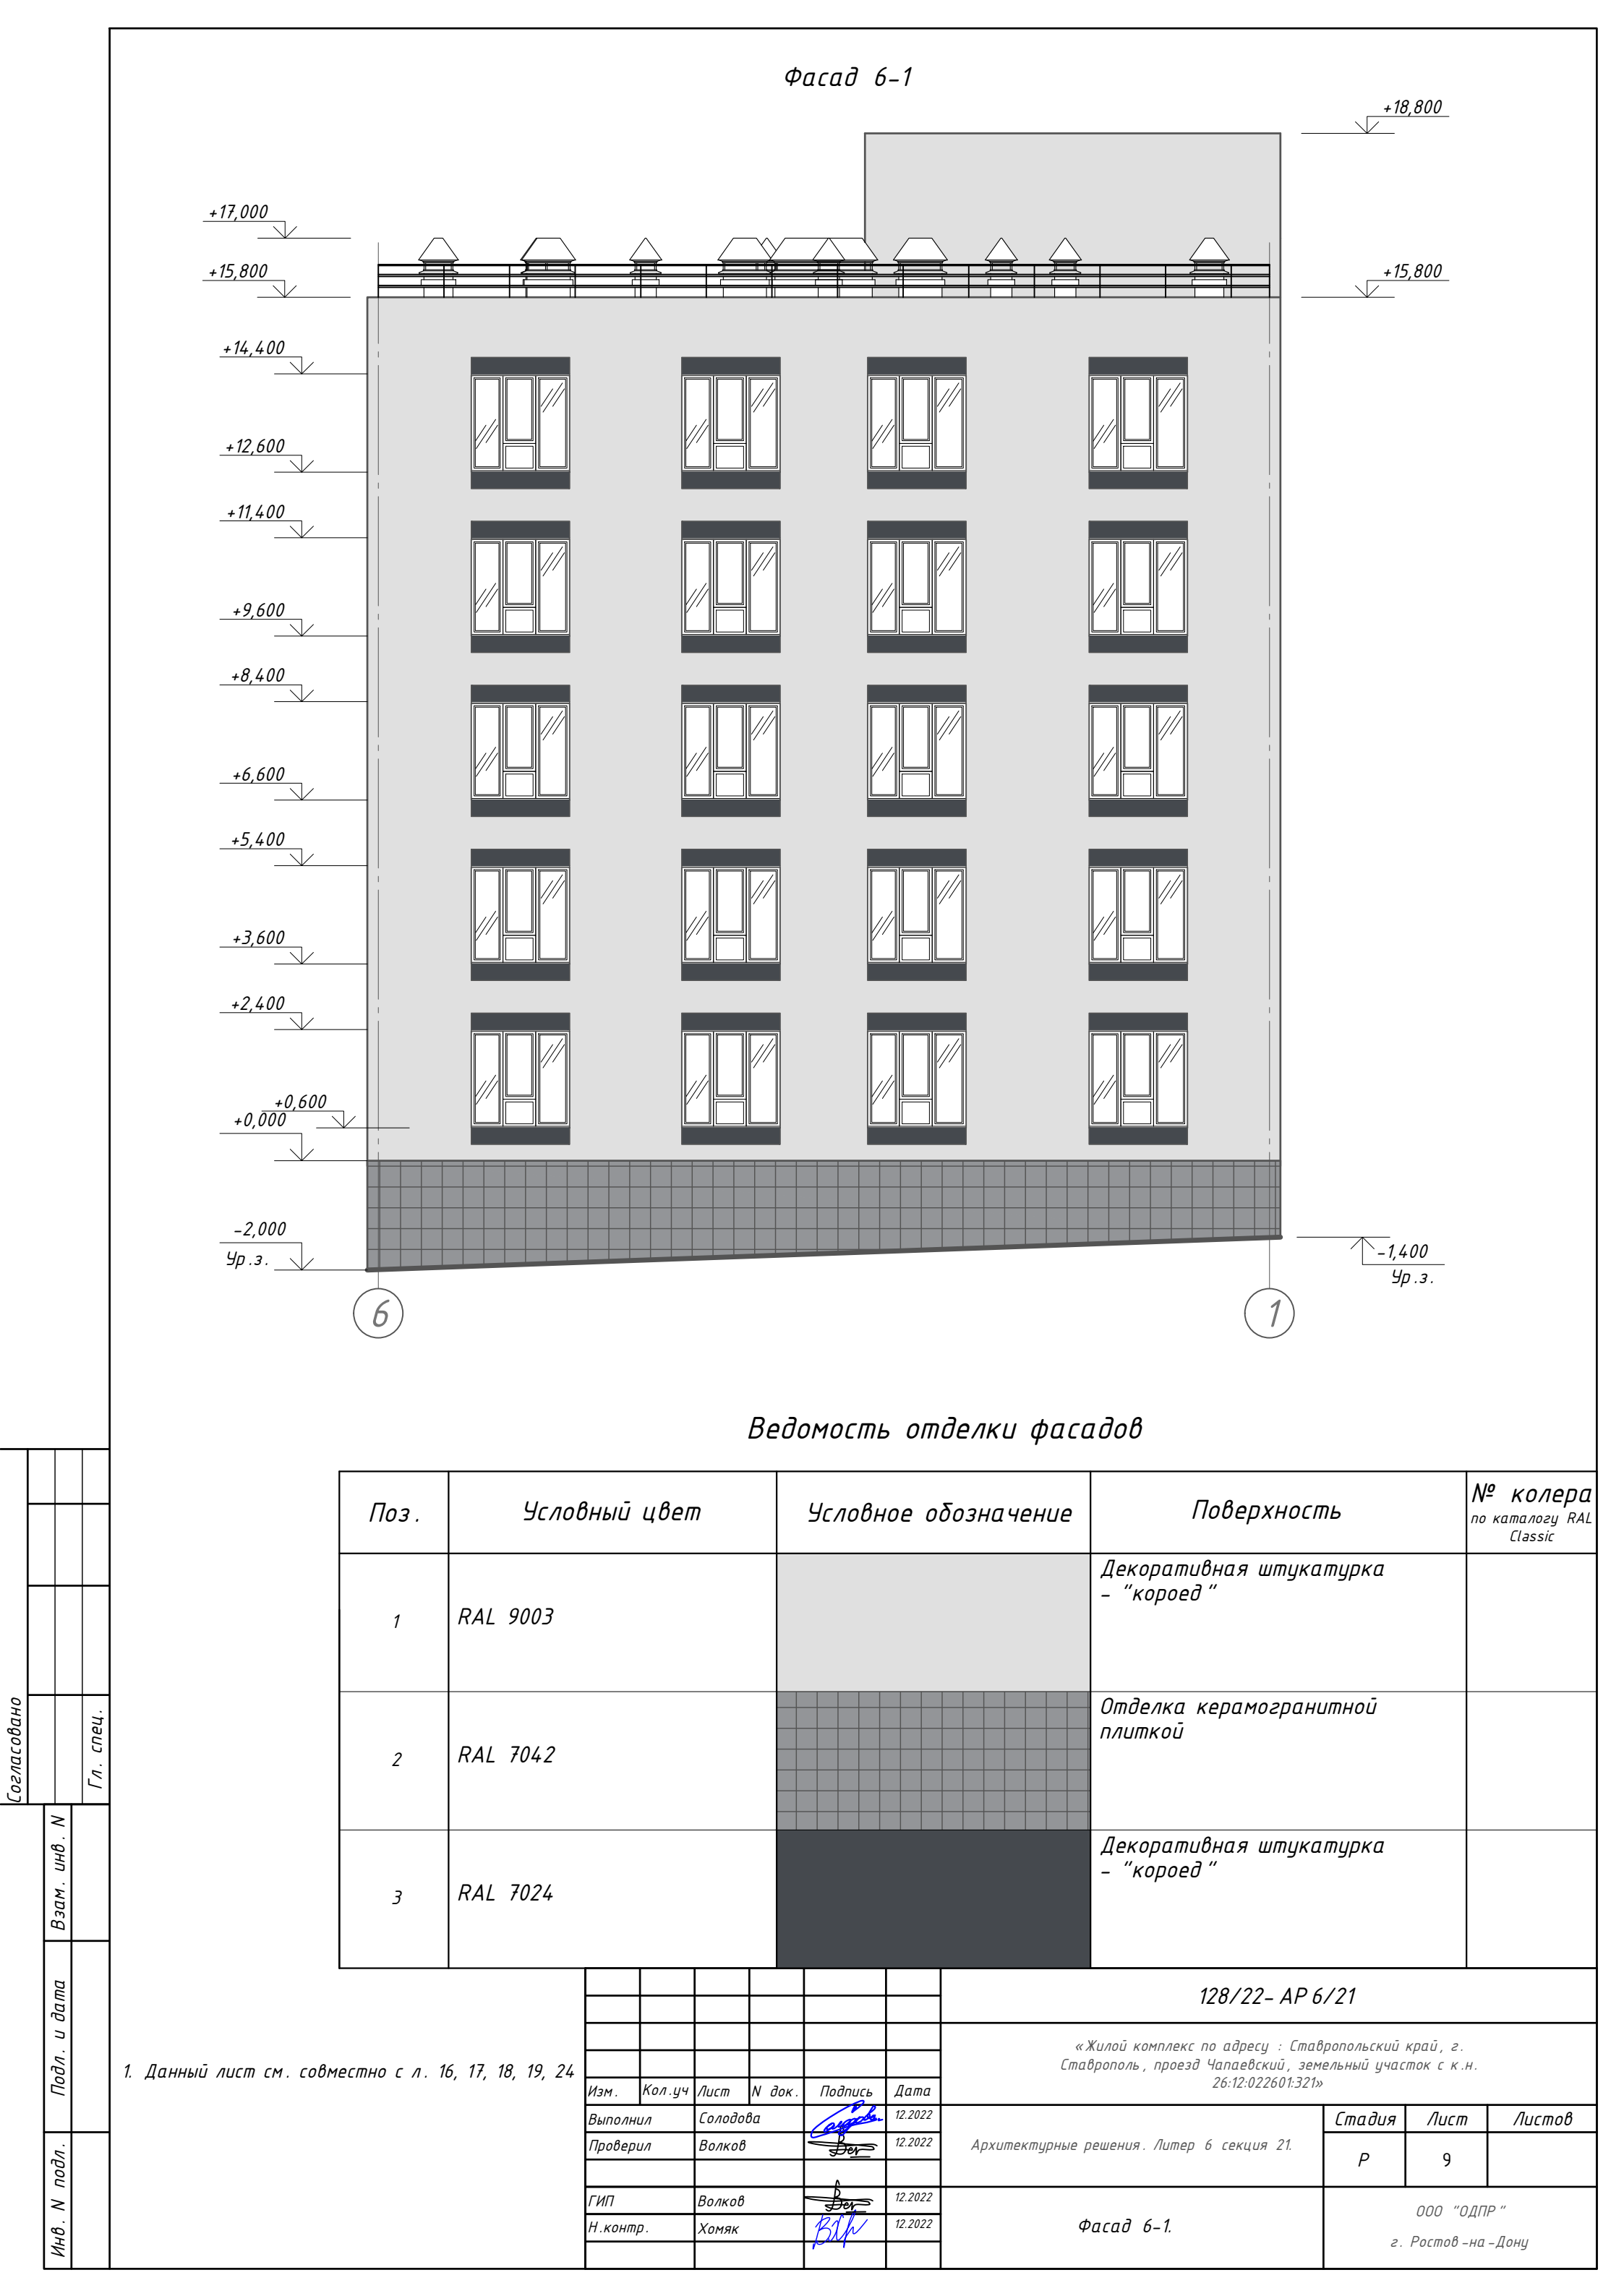 Фасад 6-1
+18,800
+17,000
+15,800
+15,800
+14,400
+12,600
+11,400
+9,600
+8,400
+6,600
+5,400
+3,600
+2,400
+0,600
+0,000
-2,000
Ур.з.
-1,400
Ур.з.
6
1
Ведомость отделки фасадов
Поз.
Условный цвет
Условное обозначение
Поверхность
№ колера
по каталогу RAL
Classic
1
RAL 9003
Декоративная штукатурка
- "короед"
2
RAL 7042
Отделка керамогранитной
плиткой
3
RAL 7024
Декоративная штукатурка
- "короед"
Согласовано
Гл. спец.
Взам. инв. N
Подл. и дата
Инв. N подл.
1. Данный лист см. совместно с л. 16, 17, 18, 19, 24
128/22- АР 6/21
«Жилой комплекс по адресу : Ставропольский край, г.
Ставрополь, проезд Чапаевский, земельный участок с к.н.
26:12:022601:321»
Изм.
Кол.уч
Лист
N док.
Подпись
Дата
Выполнил
Солодова
12.2022
Проверил
Волков
12.2022
ГИП
Волков
12.2022
Н.контр.
Хомяк
12.2022
Архитектурные решения. Литер 6 секция 21.
Стадия
Лист
Листов
Р
9
Фасад 6-1.
ООО "ОДПР"
г. Ростов-на-Дону